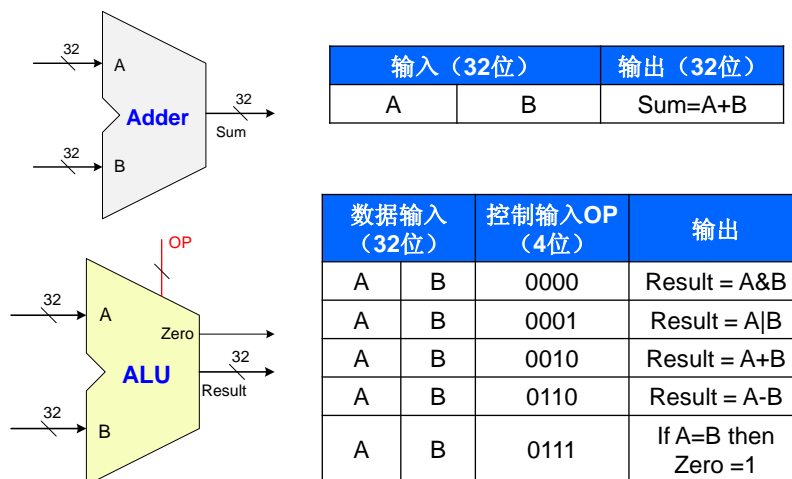 32
A
Adder
32
Sum
32
B
输入（32位） 输出（32位）
A B Sum=A+B
OP
32
A
Zero
32
ALU
Result
32
B
数据输入
（32位）
控制输入OP
（4位）
输出
A B 0000 Result = A&B
A B 0001 Result = A|B
A B 0010 Result = A+B
A B 0110 Result = A-B
A B 0111 If A=B then
Zero =1